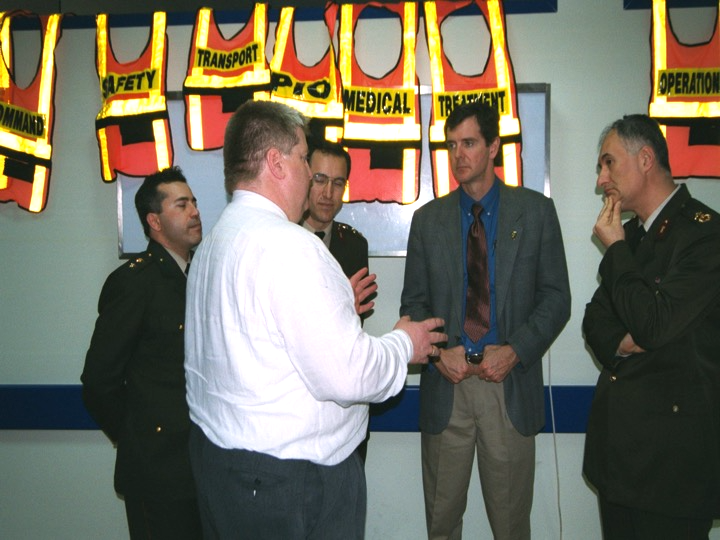 OMMAND
SAFETY
TRANSPORT
PIO
MEDICAL
TREATMENT
OPERATION